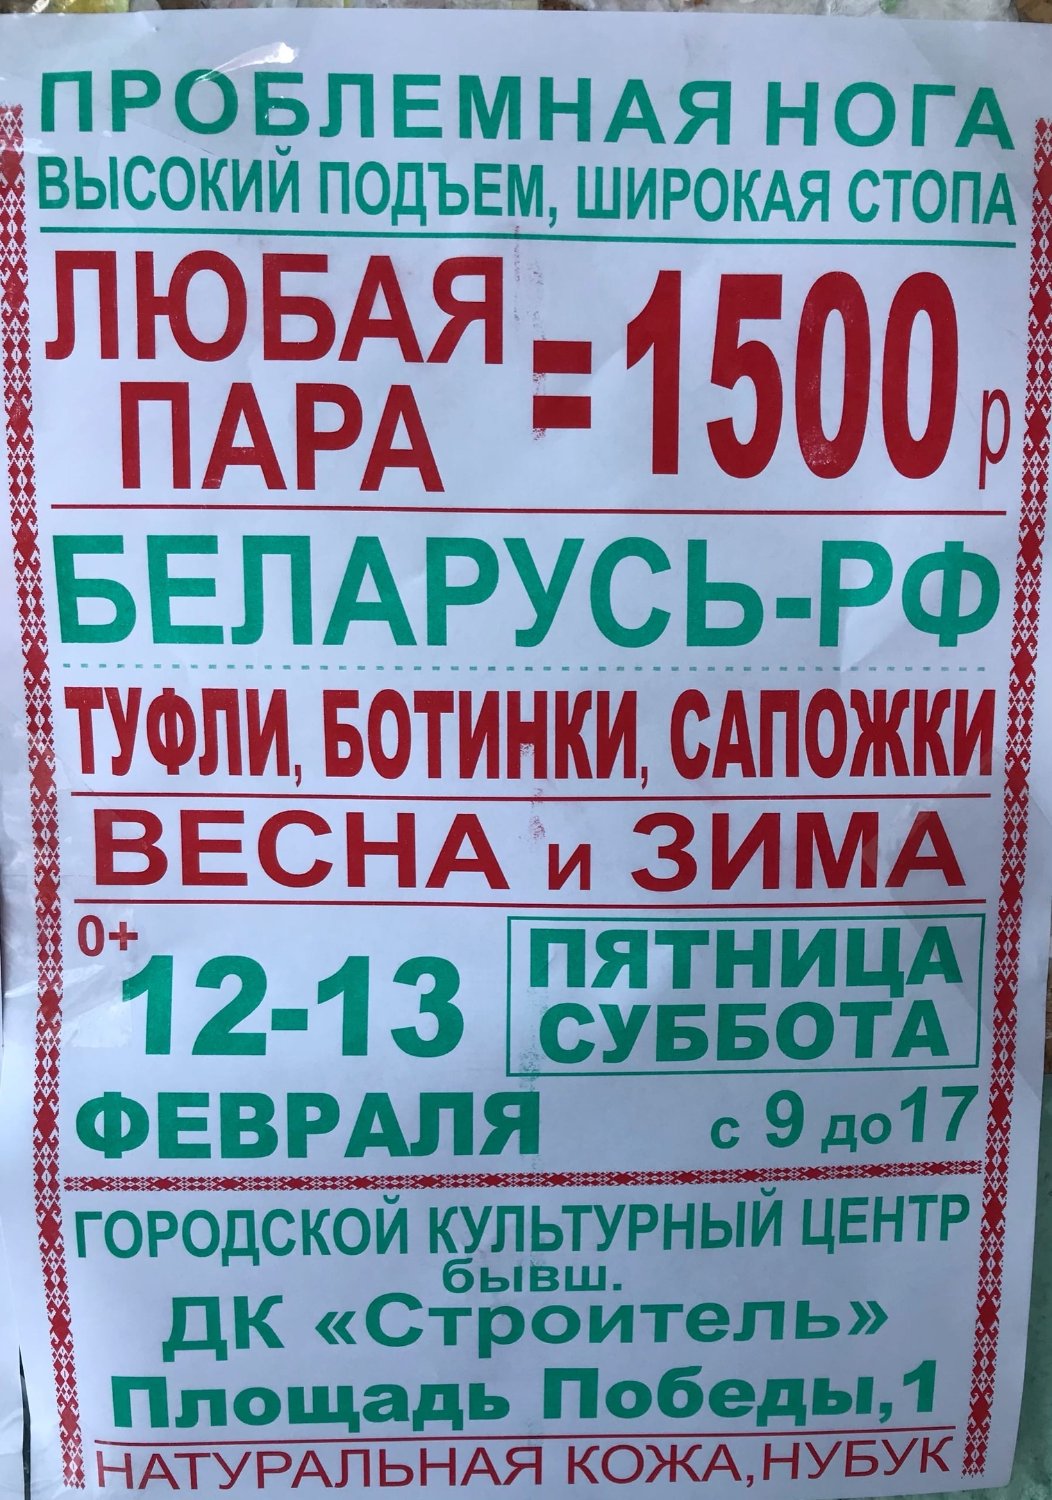 ПРОБЛЕМНАЯ НОГА
ВЫСОКИЙ ПОДЪЕМ, ШИРОКАЯ СТОПА
ЛЮБАЯ
ПАРА
=1500р
БЕЛАРУСЬ-РФ
ТУФЛИ, БОТИНКИ, САПОЖКИ
ВЕСНА и ЗИМА
0+
12-13
ПЯТНИЦА
СУББОТА
ФЕВРАЛЯ с 9 до 17
ГОРОДСКОЙ КУЛЬТУРНЫЙ ЦЕНТР
бывш.
ДК «Строитель»
Площадь Победы,1
НАТУРАЛЬНАЯ КОЖА, НУБУК